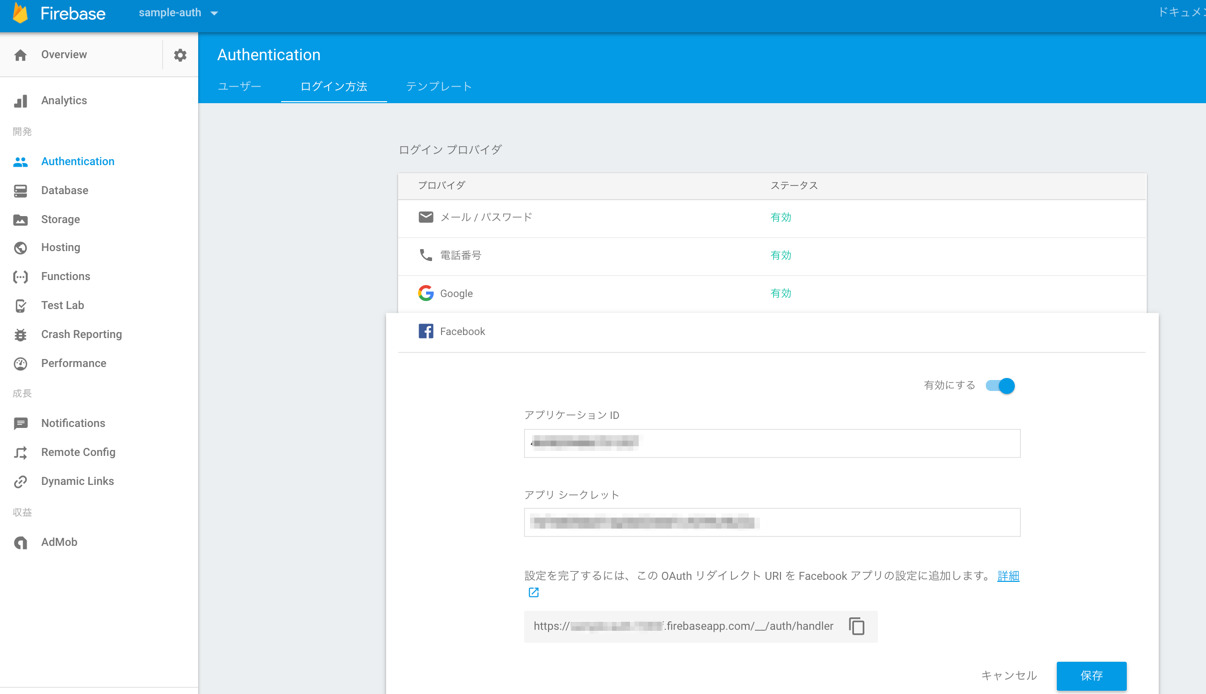 Firebase
sample-auth
ドキュメン
Overview
Authentication
ユーザー
ログイン方法
テンプレート
Analytics
開発
Authentication
Database
Storage
Hosting
Functions
Test Lab
Crash Reporting
Performance
成長
Notifications
Remote Config
Dynamic Links
収益
AdMob
ログイン プロバイダ
プロバイダ ステータス
メール / パスワード 有効
電話番号 有効
Google 有効
Facebook
有効にする
アプリケーション ID
アプリ シークレット
設定を完了するには、この OAuth リダイレクト URI を Facebook アプリの設定に追加します。 詳細
https:// .firebaseapp.com/__/auth/handler
キャンセル 保存